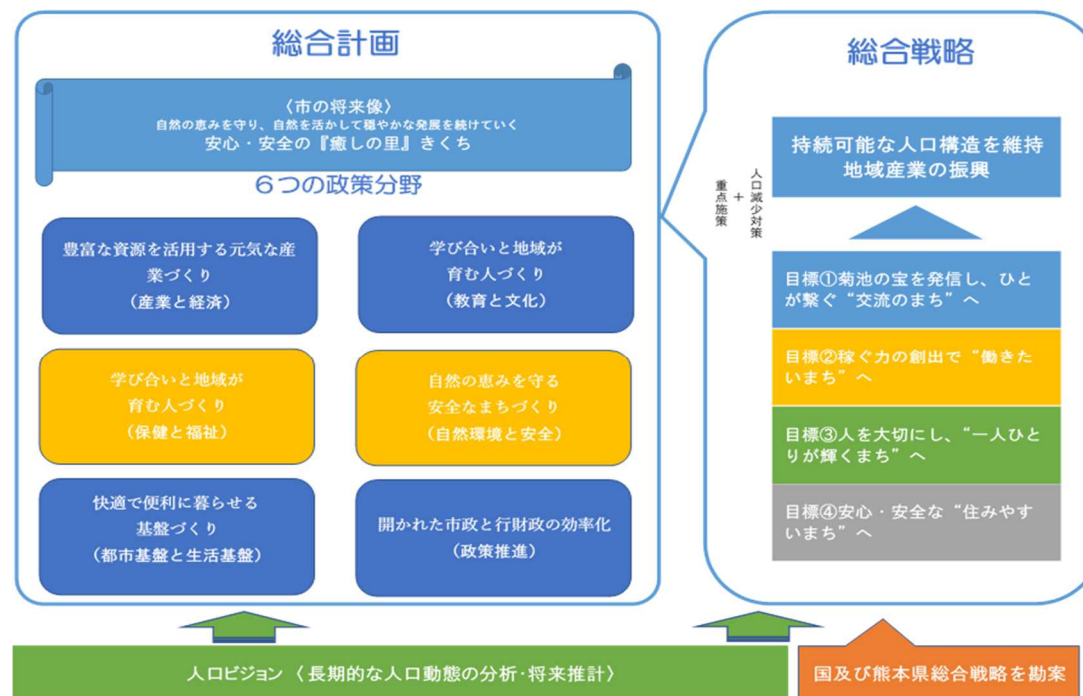 総合計画
〈市の将来像〉
自然の恵みを守り、自然を活かして穏やかな発展を続けていく
安心・安全の『癒しの里』きくち
６つの政策分野
豊富な資源を活用する元気な産
業づくり
(産業と経済)
学び合いと地域が
育む人づくり
(教育と文化)
学び合いと地域が
育む人づくり
(保健と福祉)
自然の恵みを守る
安全なまちづくり
(自然環境と安全)
快適で便利に暮らせる
基盤づくり
(都市基盤と生活基盤)
開かれた市政と行財政の効率化
(政策推進)
人口減少対策
＋
重点施策
総合戦略
持続可能な人口構造を維持
地域産業の振興
目標①菊池の宝を発信し、ひと
が繋ぐ“交流のまち”へ
目標②稼ぐ力の創出で“働きた
いまち”へ
目標③人を大切にし、“一人ひと
りが輝くまち”へ
目標④安心・安全な“住みやす
いまち”へ
人口ビジョン〈長期的な人口動態の分析・将来推計〉
国及び熊本県総合戦略を勘案